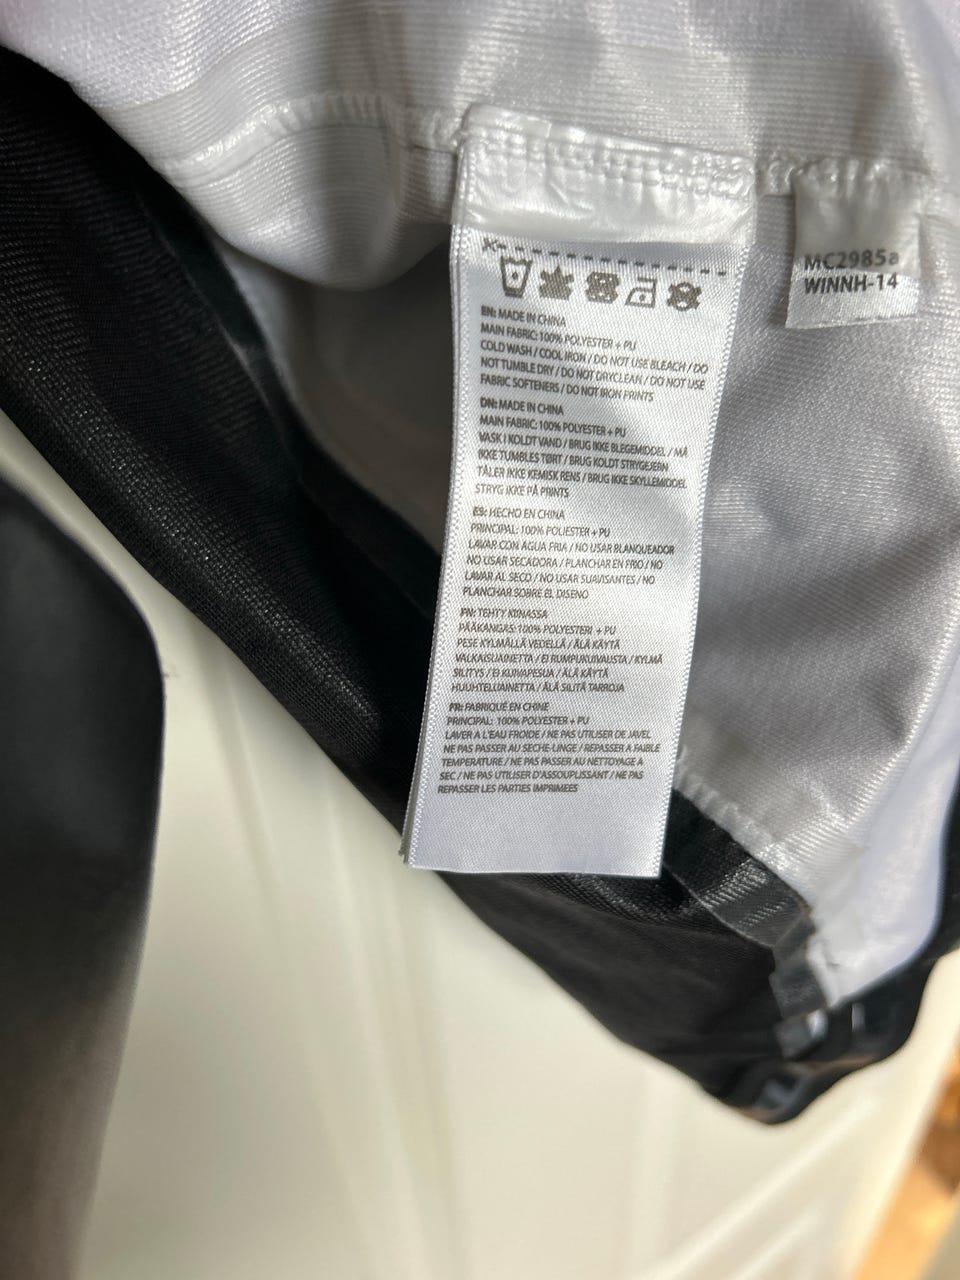 EN: MADE IN CHINA
MAIN FABRIC: 100% POLYESTER + PU
COLD WASH / COOL IRON / DO NOT USE BLEACH / DO
NOT TUMBLE DRY / DO NOT DRYCLEAN / DO NOT USE
FABRIC SOFTENERS / DO NOT IRON PRINTS
DN: MADE IN CHINA
MAIN FABRIC: 100% POLYESTER + PU
VASK I KOLDT VAND / BRUG IKKE BLEGEMIDDEL / MÅ
IKKE TUMBLES TØRT / BRUG KOLDT STRYGEJERN
TÅLER IKKE KEMISK RENS / BRUG IKKE SKYLLEMIDDEL
STRYG IKKE PÅ PRINTS
ES: HECHO EN CHINA
PRINCIPAL: 100% POLYESTER + PU
LAVAR CON AGUA FRIA / NO USAR BLANQUEADOR
NO USAR SECADORA / PLANCHAR EN FRIO / NO
LAVAR AL SECO / NO USAR SUAVISANTES / NO
PLANCHAR SOBRE EL DISENO
FN: TEHTY KIINASSA
PÄÄKANGAS: 100% POLYESTERI + PU
PESE KYLMÄLLÄ VEDELLÄ / ÄLÄ KÄYTÄ
VALKAISUAINETTA / EI RUMPUKUIVAUSTA / KYLMÄ
SILITYS / EI KUIVAPESUA / ÄLÄ KÄYTÄ
HUUHTELUAINETTA / ÄLÄ SILITÄ TARROJA
FR: FABRIQUÉ EN CHINE
PRINCIPAL: 100% POLYESTER + PU
LAVER A L'EAU FROIDE / NE PAS UTILISER DE JAVEL
NE PAS PASSER AU SECHE-LINGE / REPASSER A FAIBLE
TEMPERATURE / NE PAS PASSER AU NETTOYAGE A
SEC / NE PAS UTILISER D'ASSOUPLISSANT / NE PAS
REPASSER LES PARTIES IMPRIMEES
MC2985a
WINNH-14